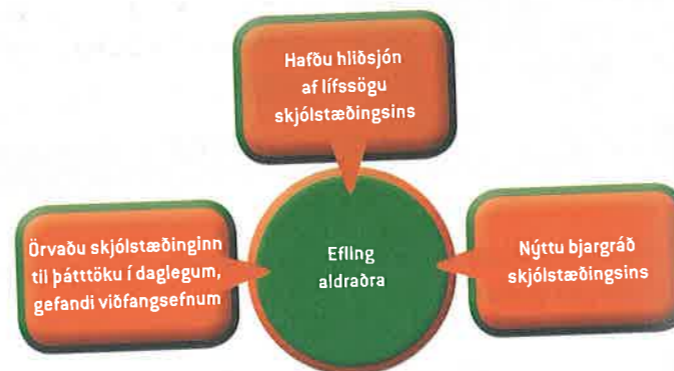 Hafðu hliðsjón
af lífssögu
skjólstæðingsins
Örvaðu skjólstæðinginn
til þátttöku í daglegum,
gefandi viðfangsefnum
Efling
aldraðra
Nýttu bjargráð
skjólstæðingsins